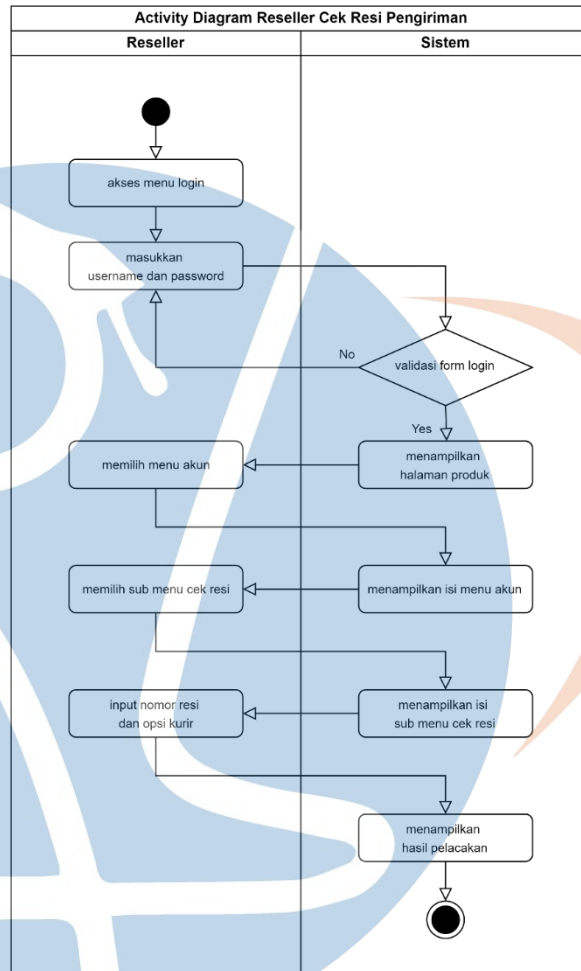 Activity Diagram Reseller Cek Resi Pengiriman
Reseller
Sistem
akses menu login
masukkan
username dan password
validasi form login
No
Yes
menampilkan
halaman produk
memilih menu akun
menampilkan isi menu akun
memilih sub menu cek resi
menampilkan isi
sub menu cek resi
input nomor resi
dan opsi kurir
menampilkan
hasil pelacakan